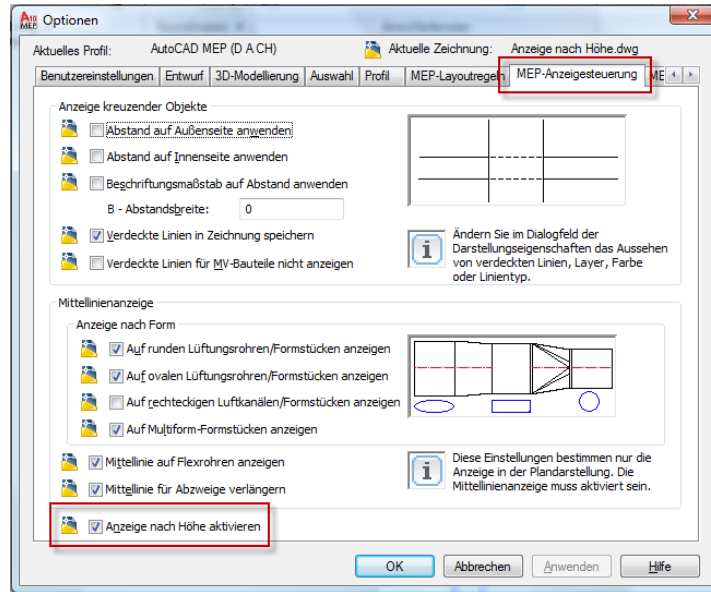 A10 MEP Optionen
Aktuelles Profil: AutoCAD MEP (D A CH) Aktuelle Zeichnung: Anzeige nach Höhe.dwg
Benutzereinstellungen Entwurf 3D-Modellierung Auswahl Profil MEP-Layoutregeln MEP-Anzeigesteuerung ME
Anzeige kreuzender Objekte
Abstand auf Außenseite anwenden
Abstand auf Innenseite anwenden
Beschriftungsmaßstab auf Abstand anwenden
B - Abstandsbreite: 0
Verdeckte Linien in Zeichnung speichern
Verdeckte Linien für MV-Bauteile nicht anzeigen
i
Ändern Sie im Dialogfeld der
Darstellungseigenschaften das Aussehen
von verdeckten Linien, Layer, Farbe
oder Linientyp.
Mittellinienanzeige
Anzeige nach Form
Auf runden Lüftungsrohren/Formstücken anzeigen
Auf ovalen Lüftungsrohren/Formstücken anzeigen
Auf rechteckigen Luftkanälen/Formstücken anzeigen
Auf Multiform-Formstücken anzeigen
Mittellinie auf Flexrohren anzeigen
Mittellinie für Abzweige verlängern
i
Diese Einstellungen bestimmen nur die
Anzeige in der Plandarstellung. Die
Mittellinienanzeige muss aktiviert sein.
Anzeige nach Höhe aktivieren
OK Abbrechen Anwenden Hilfe